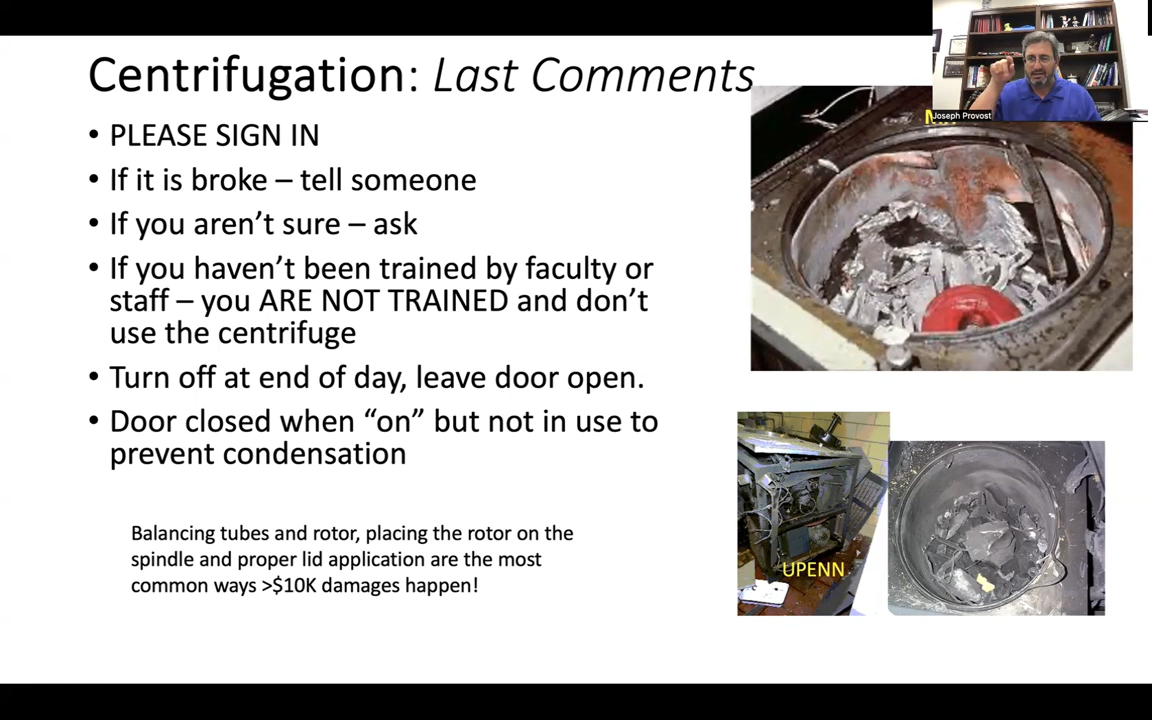 Centrifugation: Last Comments
• PLEASE SIGN IN
• If it is broke – tell someone
• If you aren’t sure – ask
• If you haven’t been trained by faculty or
staff – you ARE NOT TRAINED and don’t
use the centrifuge
• Turn off at end of day, leave door open.
• Door closed when “on” but not in use to
prevent condensation
Balancing tubes and rotor, placing the rotor on the
spindle and proper lid application are the most
common ways >$10K damages happen!
Joseph Provost
UPENN